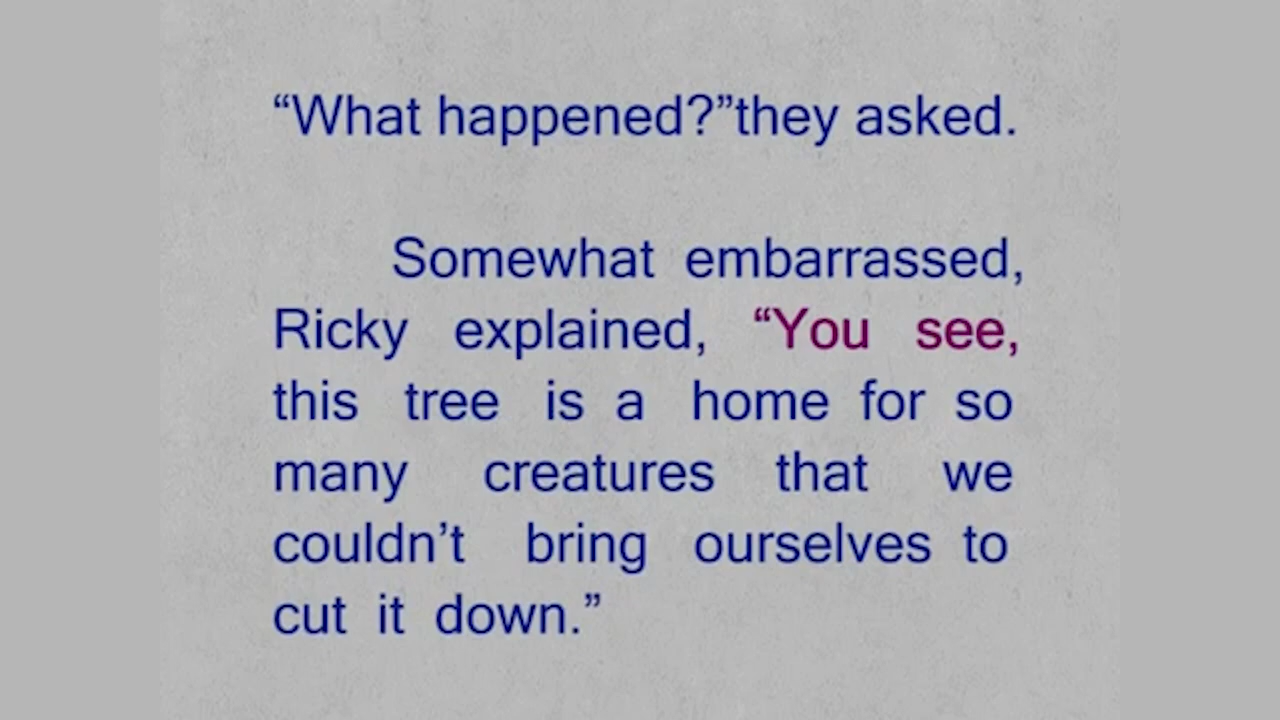 “What happened?”they asked.
Somewhat embarrassed,
Ricky explained, “You see,
this tree is a home for so
many creatures that we
couldn’t bring ourselves to
cut it down.”